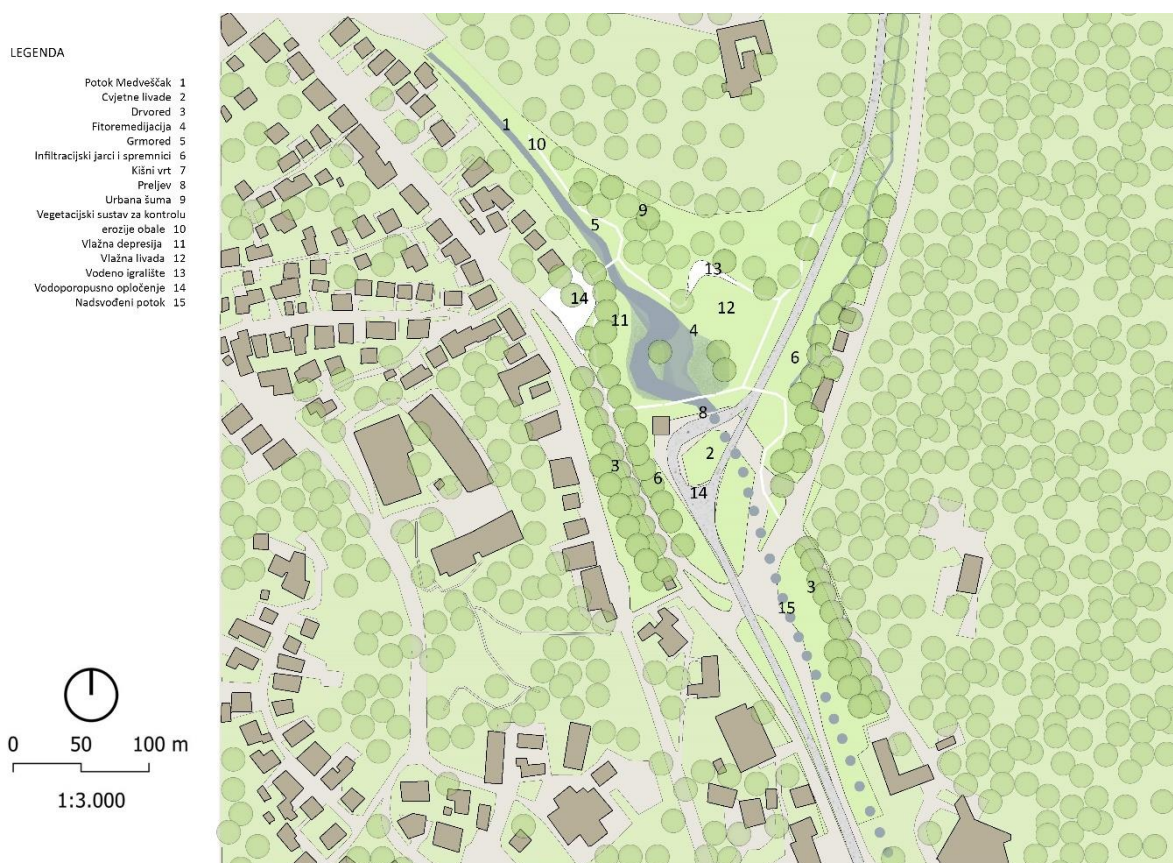 LEGENDA
Potok Medveščak 1
Cvjetne livade 2
Drvored 3
Fitoremedijacija 4
Grmored 5
Infiltracijski jarci i spremnici 6
Kišni vrt 7
Preljev 8
Urbana šuma 9
Vegetacijski sustav za kontrolu
erozije obale 10
Vlažna depresija 11
Vlažna livada 12
Vodeno igralište 13
Vodoporopusno opločenje 14
Nadsvođeni potok 15
0 50 100 m
1:3.000
1
10
9
5
13
14
11
12
4
6
8
2
3
6
14
3
15